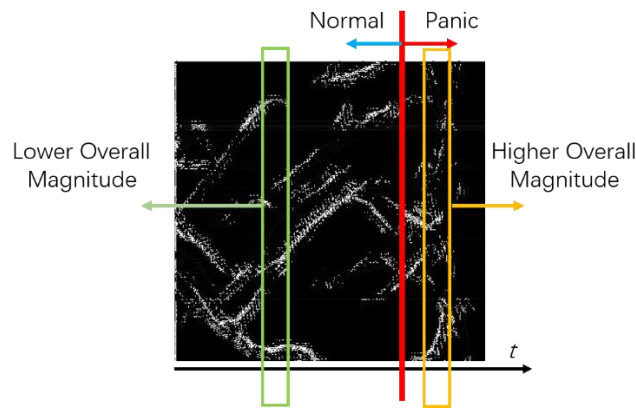 Normal
Panic
Lower Overall
Magnitude
Higher Overall
Magnitude
t